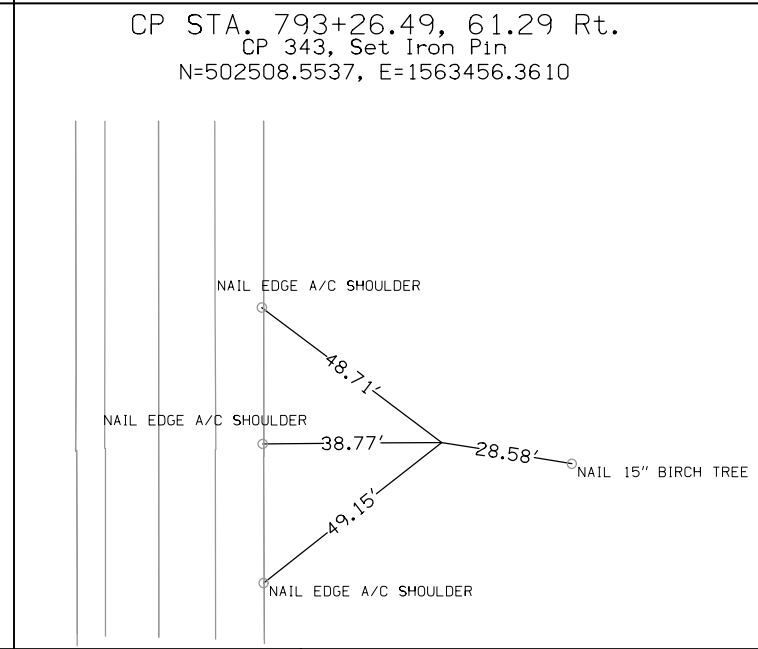 CP STA. 793+26.49, 61.29 Rt.
CP 343, Set Iron Pin
N=502508.5537, E=1563456.3610
NAIL EDGE A/C SHOULDER
48.71′
NAIL EDGE A/C SHOULDER
38.77′
28.58′
NAIL 15″ BIRCH TREE
49.15′
NAIL EDGE A/C SHOULDER